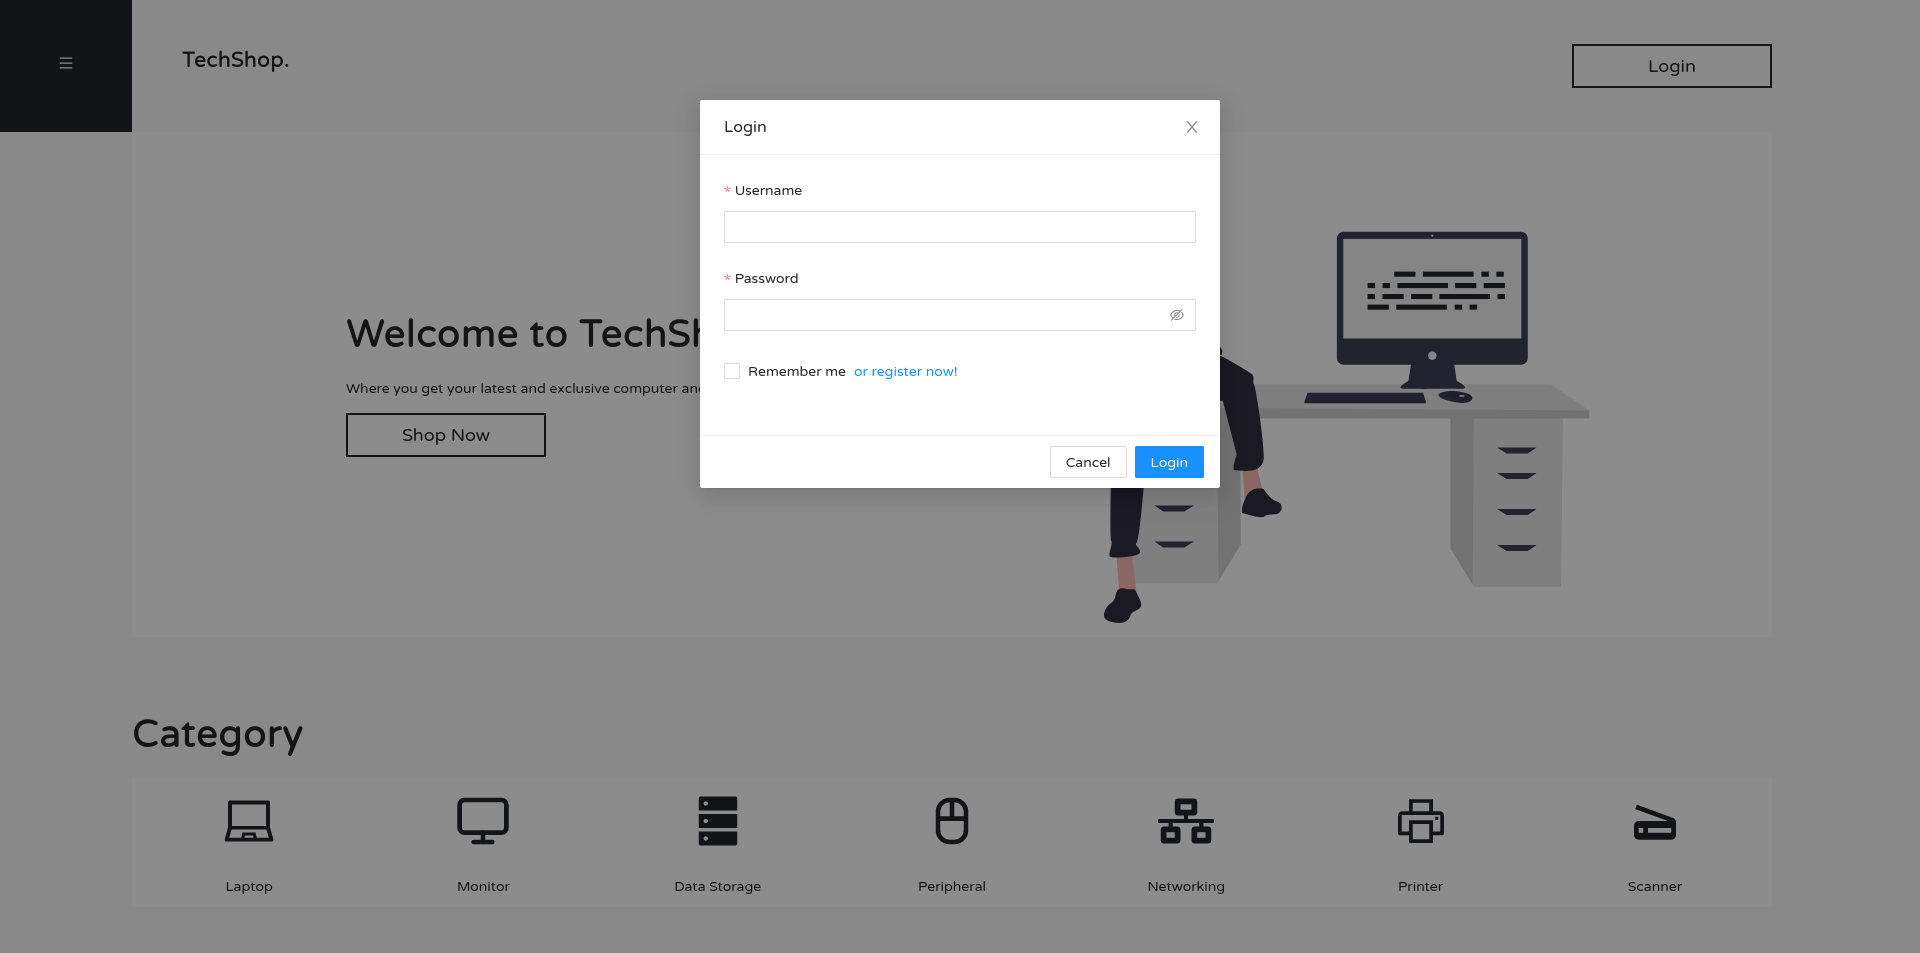 TechShop.
Login
Login
* Username
* Password
Remember me or register now!
Cancel
Login
Welcome to TechSh
Where you get your latest and exclusive computer an
Shop Now
Category
Laptop
Monitor
Data Storage
Peripheral
Networking
Printer
Scanner